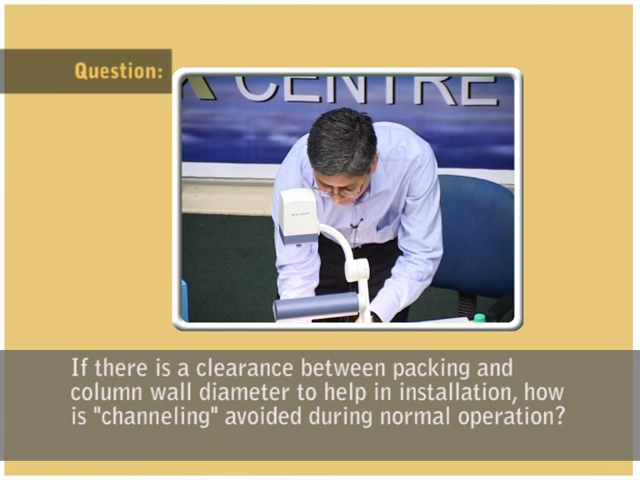 Question:
CENTRE
If there is a clearance between packing and
column wall diameter to help in installation, how
is "channeling" avoided during normal operation?